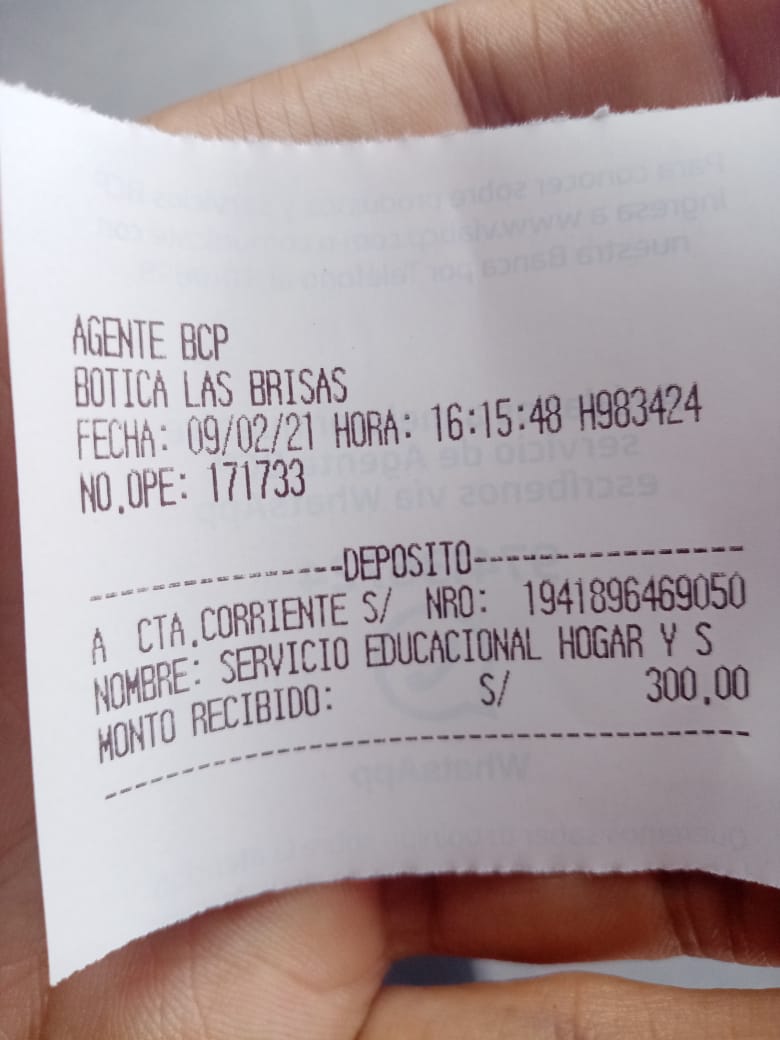 AGENTE BCP
BOTICA LAS BRISAS
FECHA: 09/02/21 HORA: 16:15:48 H983424
NO.OPE: 171733
----------------DEPOSITO----------------
A CTA.CORRIENTE S/ NRO: 1941896469050
NOMBRE: SERVICIO EDUCACIONAL HOGAR Y S
MONTO RECIBIDO: S/ 300.00
----------------------------------------